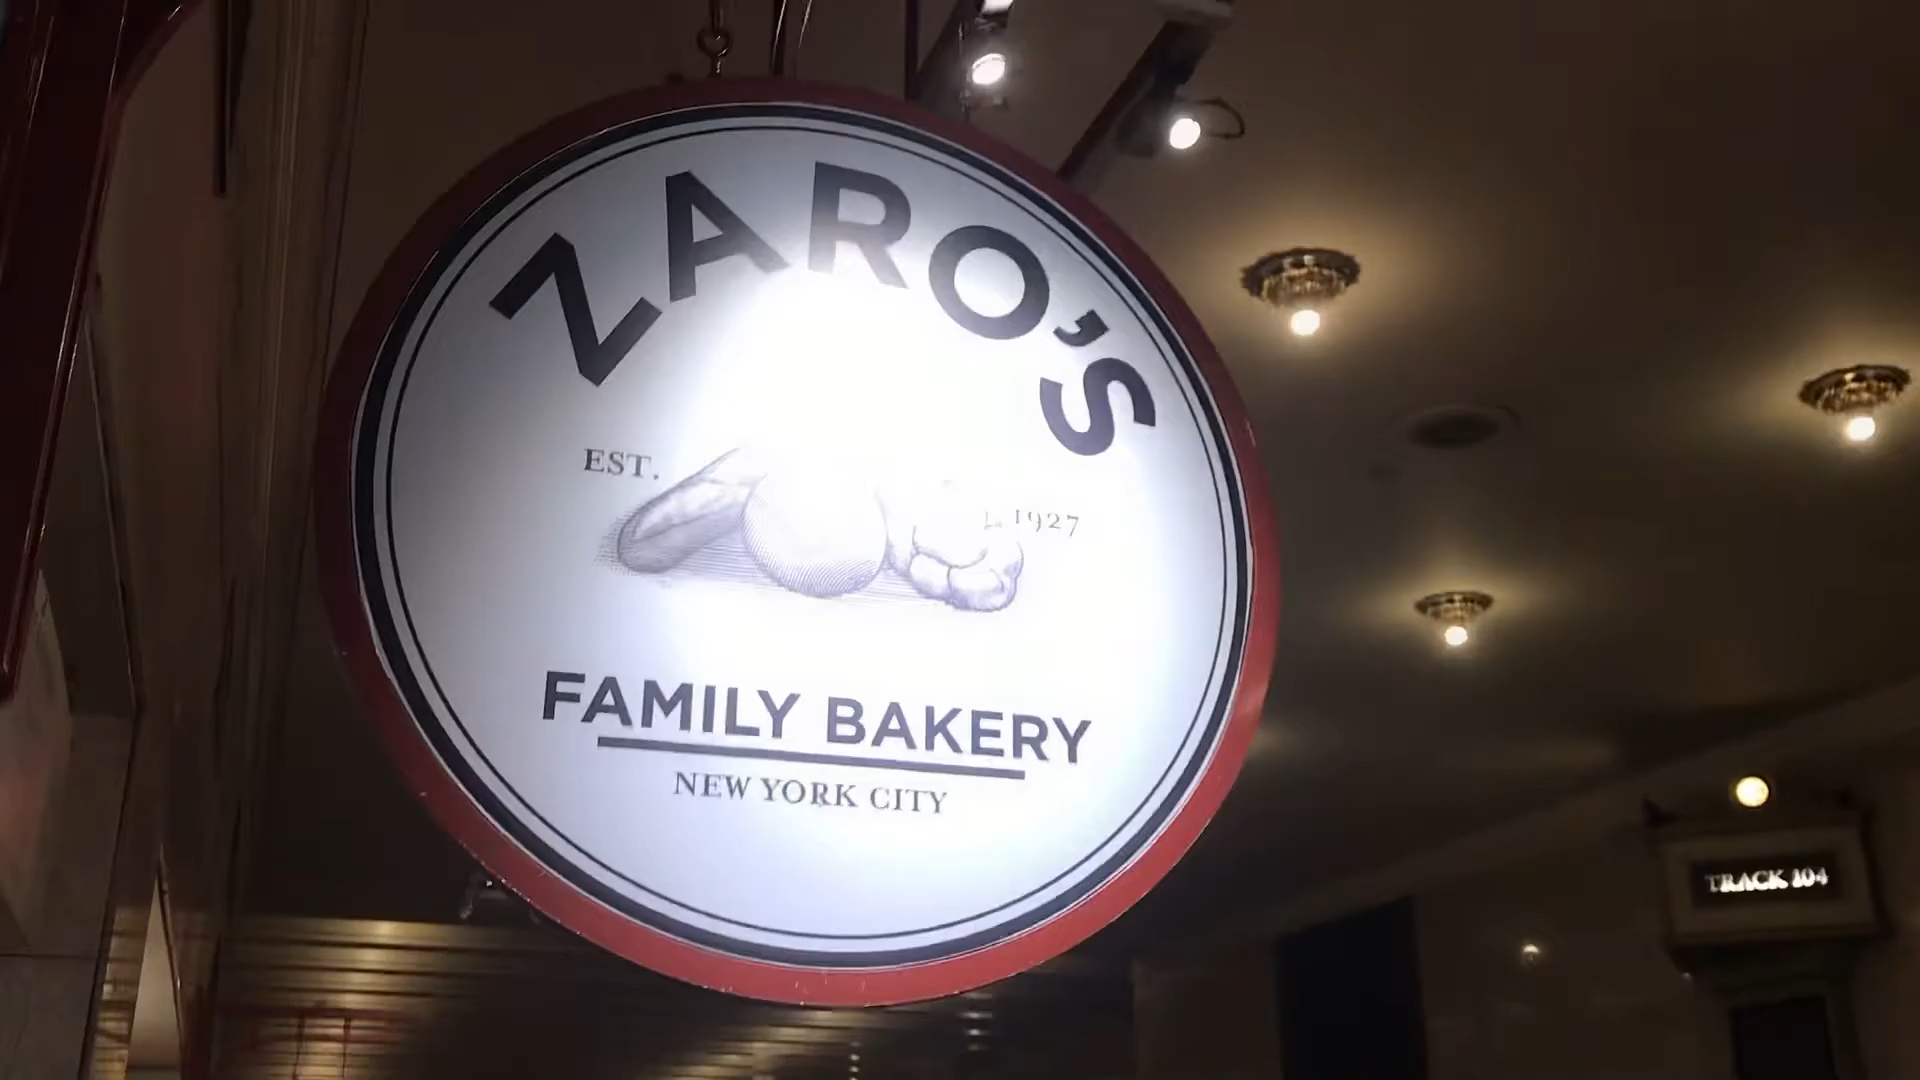 ZARO'S
EST. 1927
FAMILY BAKERY
NEW YORK CITY
TRACK 104